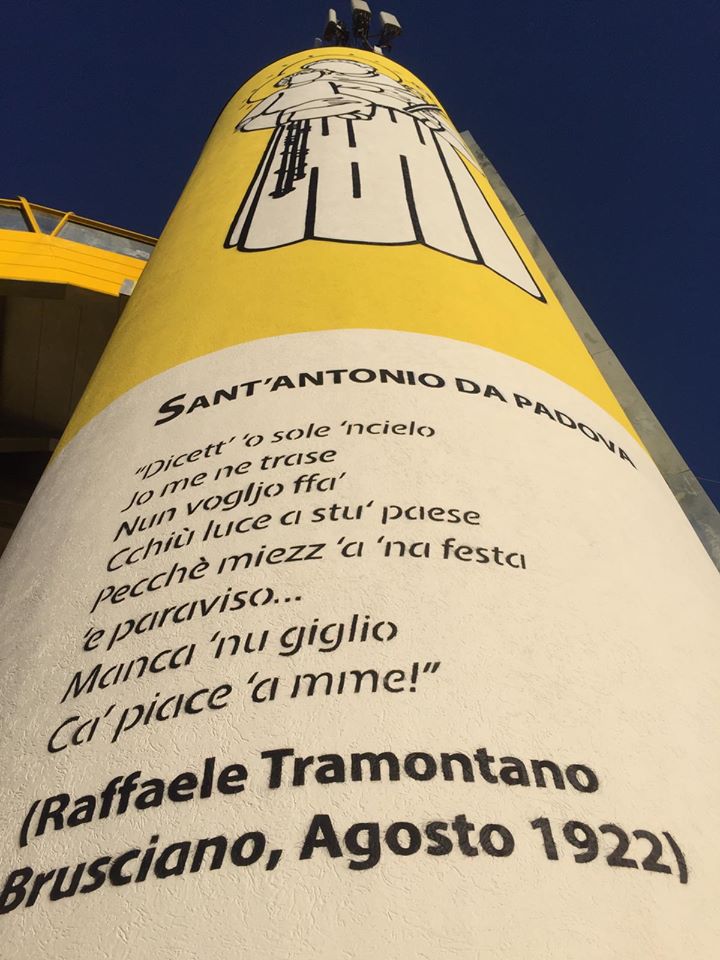 SANT'ANTONIO DA PADOVA
"Dicett' 'o sole 'ncielo
Jo me ne trase
Nun vogljo ffa'
Cchiù luce a stu' paese
Pecchè miezz 'a 'na festa
'e paraviso...
Manca 'nu giglio
Ca' piace 'a mme!"
(Raffaele Tramontano
Brusciano, Agosto 1922)